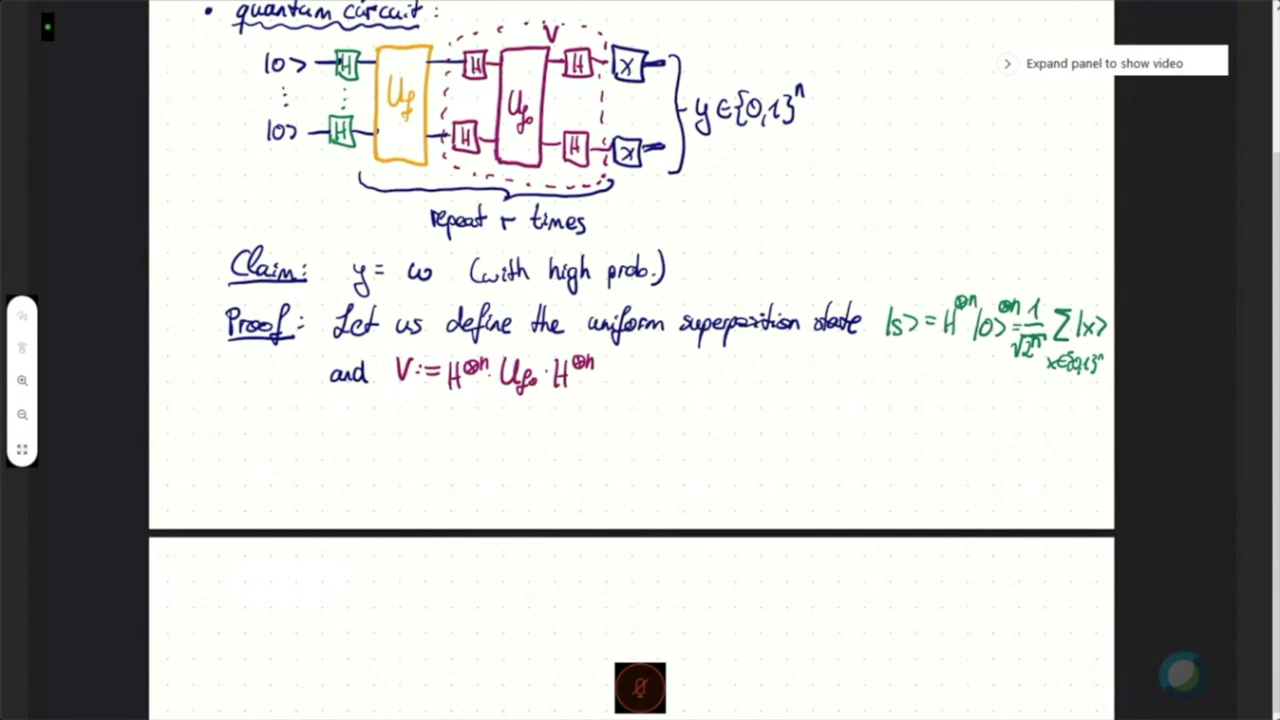 • quantum circuit:
V
|0> H U_f H U_f₀ H X
⋮ ⋮ } y ∈ {0,1}ⁿ
|0> H H H X
repeat r times
Claim: y = ω (with high prob.)
Proof: Let us define the uniform superposition state |s> = H^⊗n |0>^⊗n = 1/√2ⁿ ∑_{x∈{0,1}ⁿ} |x>
and V := H^⊗n · U_f₀ · H^⊗n
Expand panel to show video